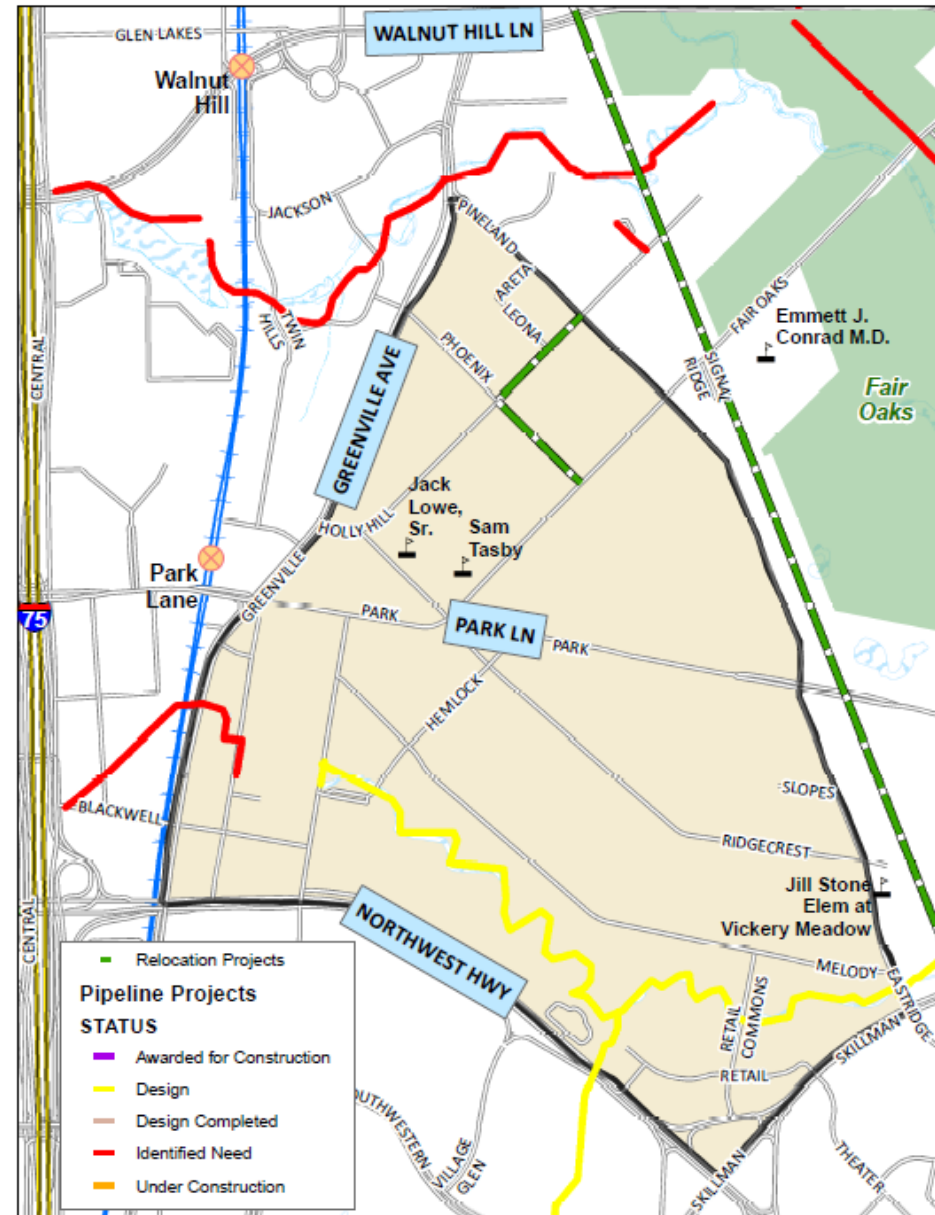 GLEN LAKES
WALNUT HILL LN
Walnut
Hill
JACKSON
PINELAND
ARETA
LEONA
FAIR OAKS
Emmett J.
Conrad M.D.
TWIN
HILLS
CENTRAL
PHOENIX
SIGNAL
RIDGE
Fair
Oaks
GREENVILLE AVE
Jack
Lowe,
Sr.
HOLLY HILL
Sam
Tasby
Park
Lane
GREENVILLE
75
PARK
PARK LN
PARK
HEMLOCK
SLOPES
BLACKWELL
RIDGECREST
Jill Stone
Elem at
Vickery Meadow
CENTRAL
NORTHWEST HWY
MELODY
EASTRIDGE
RETAIL
COMMONS
SKILLMAN
RETAIL
Relocation Projects
Pipeline Projects
STATUS
Awarded for Construction
Design
Design Completed
Identified Need
Under Construction
OUTHWESTERN
VILLAGE
GLEN
THEATER
SKILLMAN